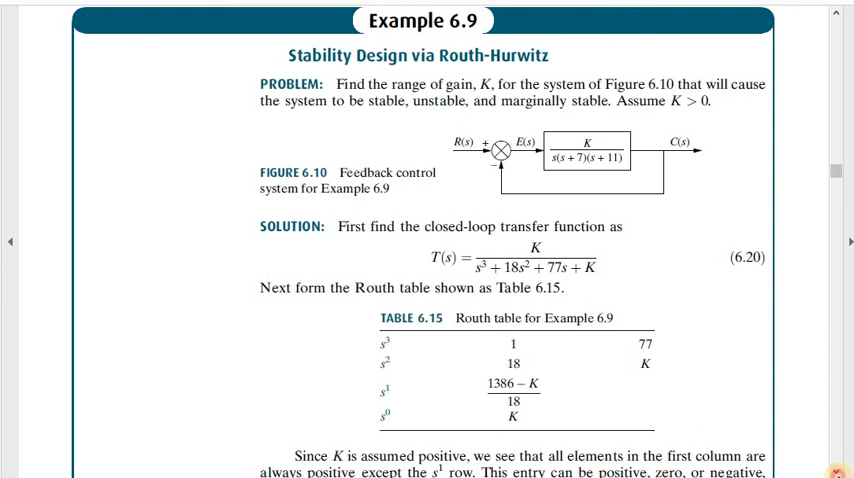 Example 6.9
Stability Design via Routh-Hurwitz
PROBLEM: Find the range of gain, K, for the system of Figure 6.10 that will cause
the system to be stable, unstable, and marginally stable. Assume K > 0.
R(s) + E(s) K C(s)
s(s + 7)(s + 11)
−
FIGURE 6.10 Feedback control
system for Example 6.9
SOLUTION: First find the closed-loop transfer function as
K
T(s) =
s³ + 18s² + 77s + K
(6.20)
Next form the Routh table shown as Table 6.15.
TABLE 6.15 Routh table for Example 6.9
s³ 1 77
s² 18 K
1386 − K
s¹
18
s⁰ K
Since K is assumed positive, we see that all elements in the first column are
always positive except the s¹ row. This entry can be positive, zero, or negative,